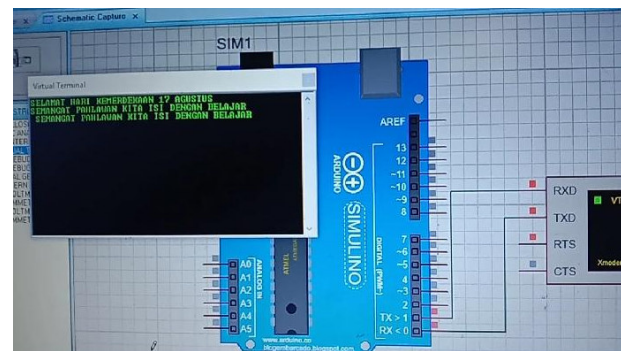 Schematic Capture x
SIM1
Virtual Terminal
SELAMAT HARI KEMERDEKAAN 17 AGUSTUS
SEMANGAT PAHLAWAN KITA ISI DENGAN BELAJAR
SEMANGAT PAHLAWAN KITA ISI DENGAN BELAJAR
AREF
13
12
~11
~10
~9
8
ARDUINO
SIMULINO
DIGITAL (PWM~)
7
~6
~5
4
~3
2
TX > 1
RX < 0
A0
A1
A2
A3
A4
A5
ANALOG IN
ATMEL
www.arduino.cc
blogembarcado.blogspot.com
RXD
TXD
RTS
CTS
VT